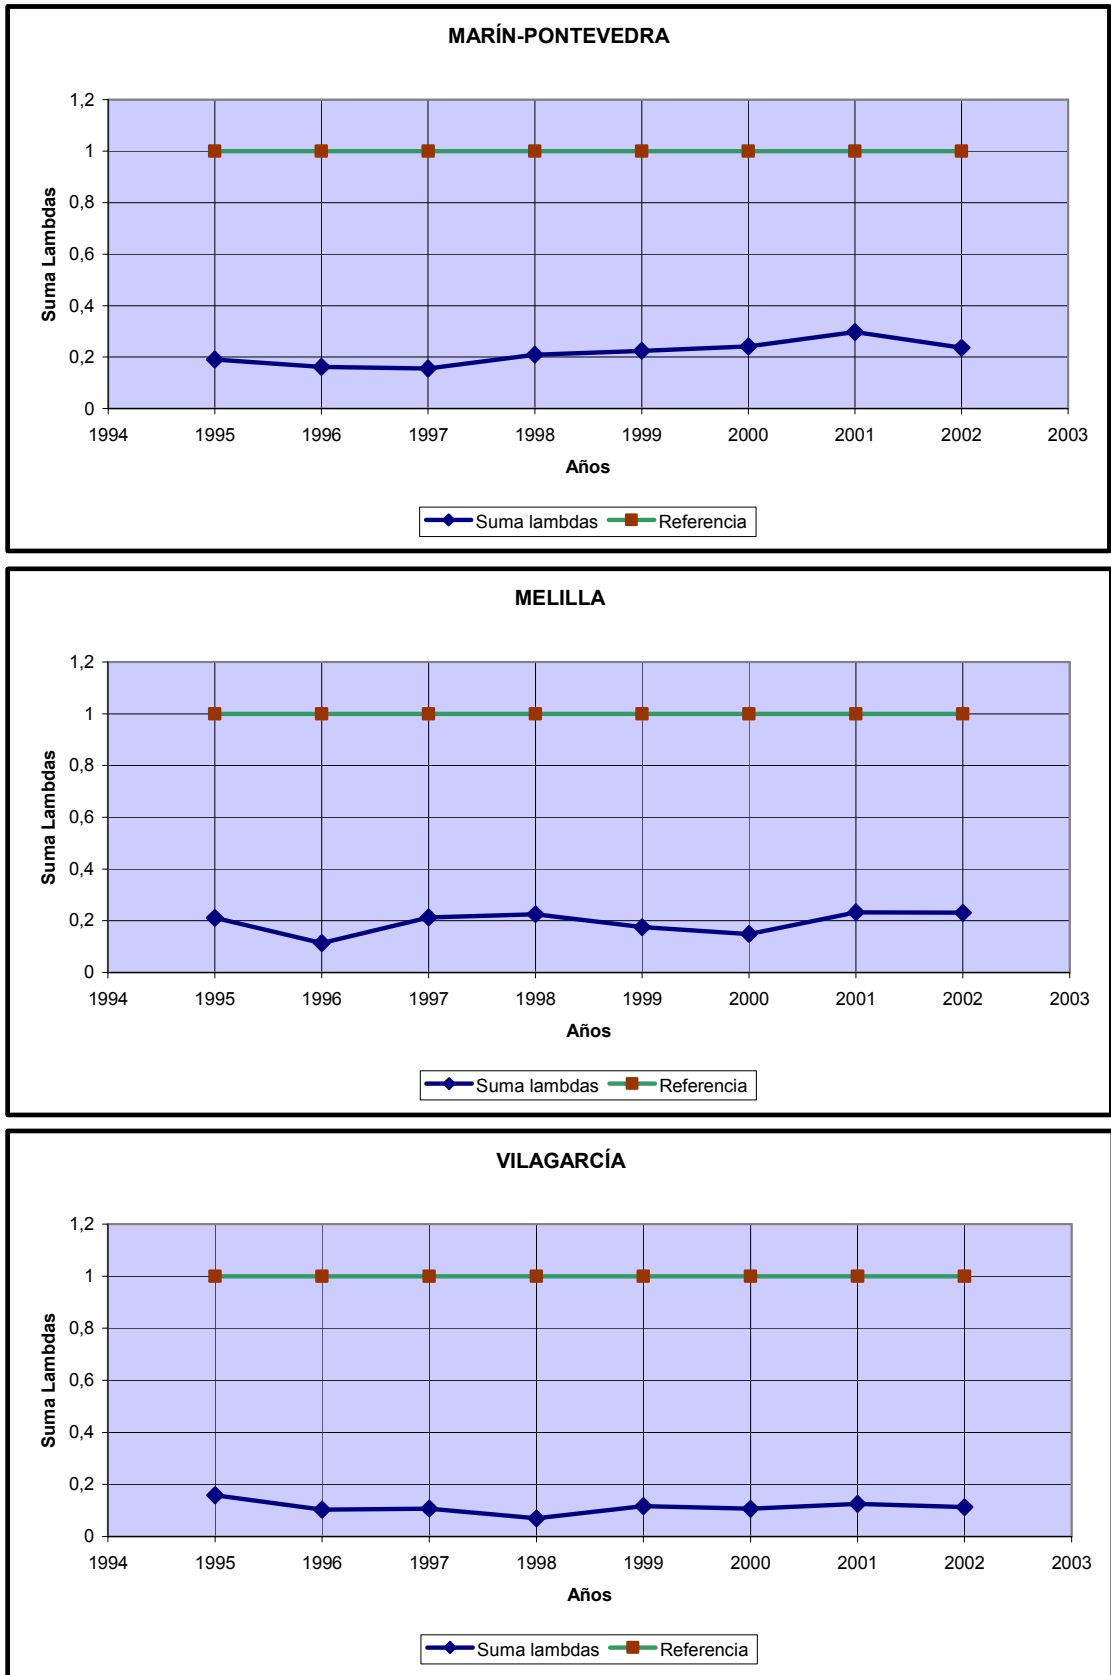 MARÍN-PONTEVEDRA
1,2
1
0,8
0,6
0,4
0,2
0
Suma Lambdas
1994 1995 1996 1997 1998 1999 2000 2001 2002 2003
Años
Suma lambdas Referencia
MELILLA
1,2
1
0,8
0,6
0,4
0,2
0
Suma Lambdas
1994 1995 1996 1997 1998 1999 2000 2001 2002 2003
Años
Suma lambdas Referencia
VILAGARCÍA
1,2
1
0,8
0,6
0,4
0,2
0
Suma Lambdas
1994 1995 1996 1997 1998 1999 2000 2001 2002 2003
Años
Suma lambdas Referencia